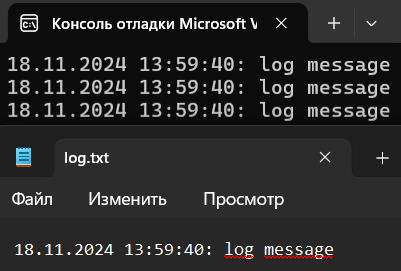 Консоль отладки Microsoft V
18.11.2024 13:59:40: log message
18.11.2024 13:59:40: log message
18.11.2024 13:59:40: log message
log.txt
Файл Изменить Просмотр
18.11.2024 13:59:40: log message